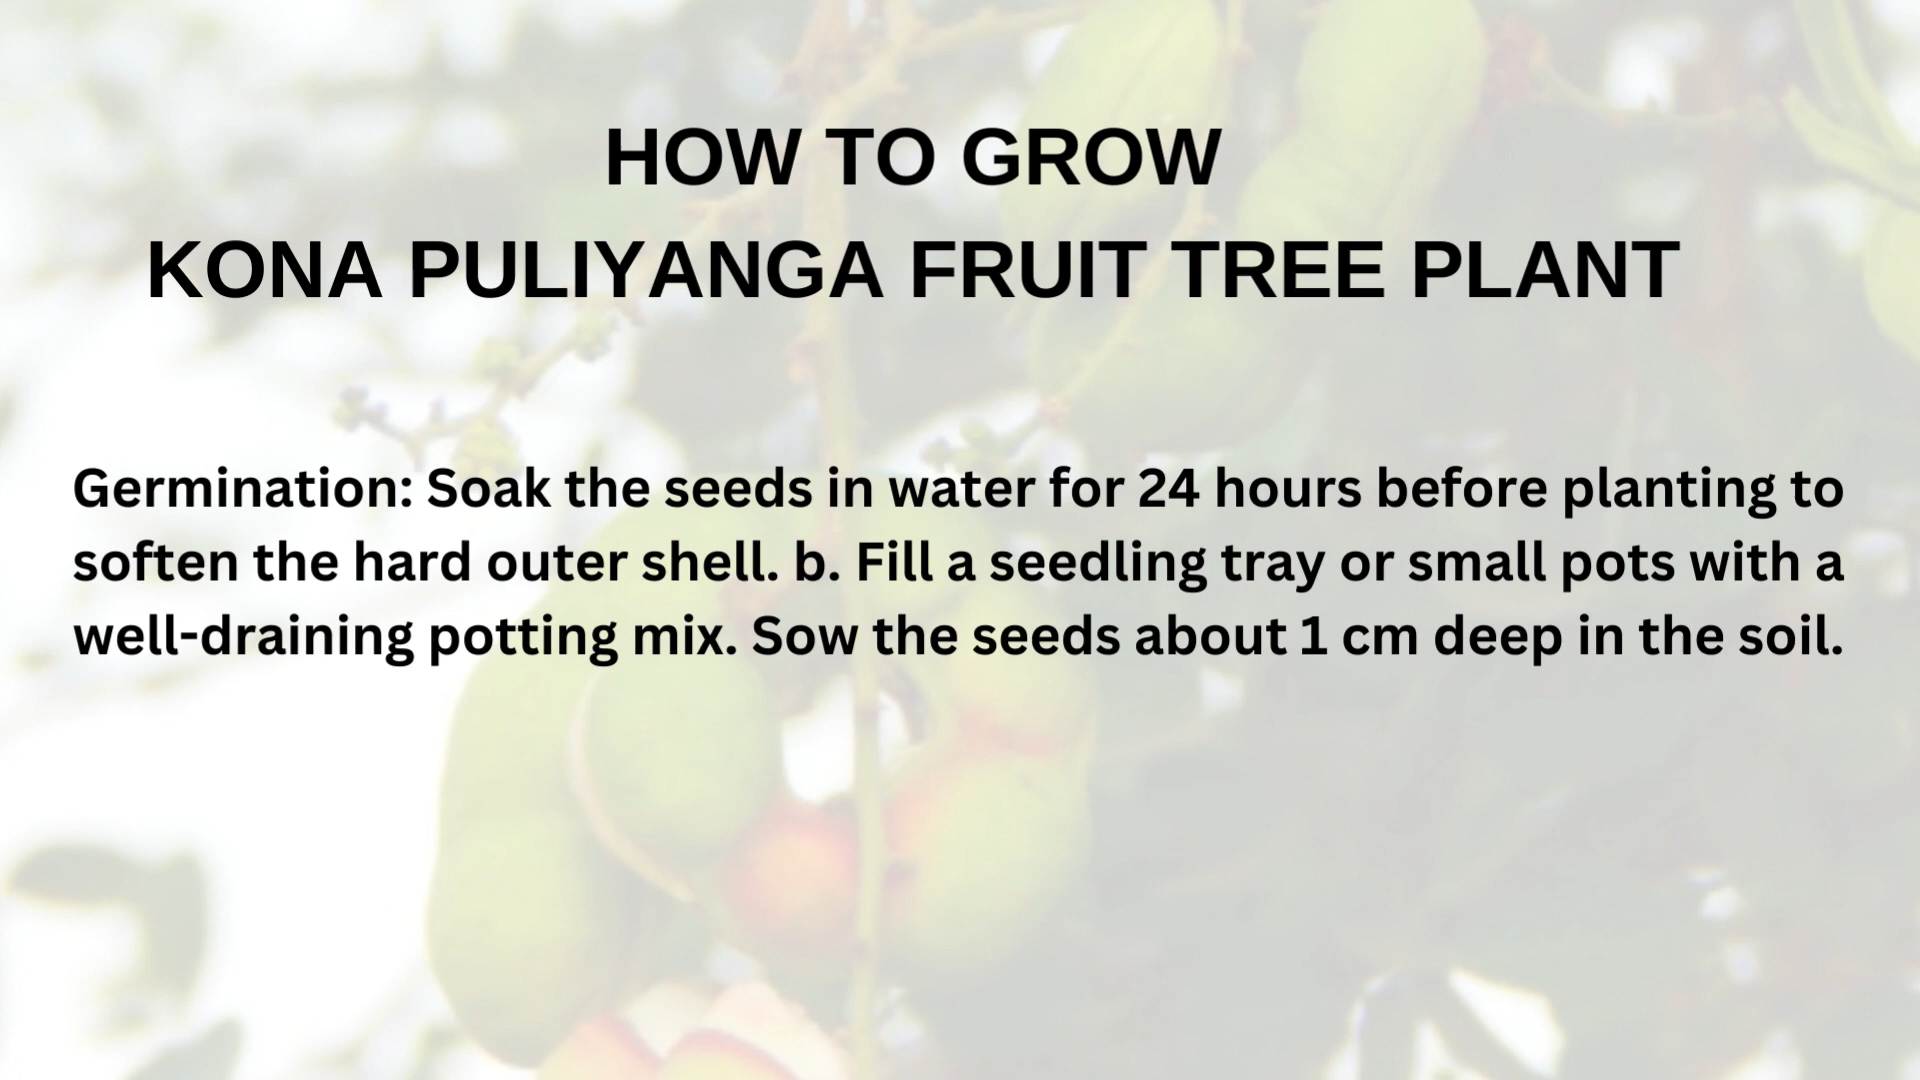 HOW TO GROW
KONA PULIYANGA FRUIT TREE PLANT
Germination: Soak the seeds in water for 24 hours before planting to
soften the hard outer shell. b. Fill a seedling tray or small pots with a
well-draining potting mix. Sow the seeds about 1 cm deep in the soil.